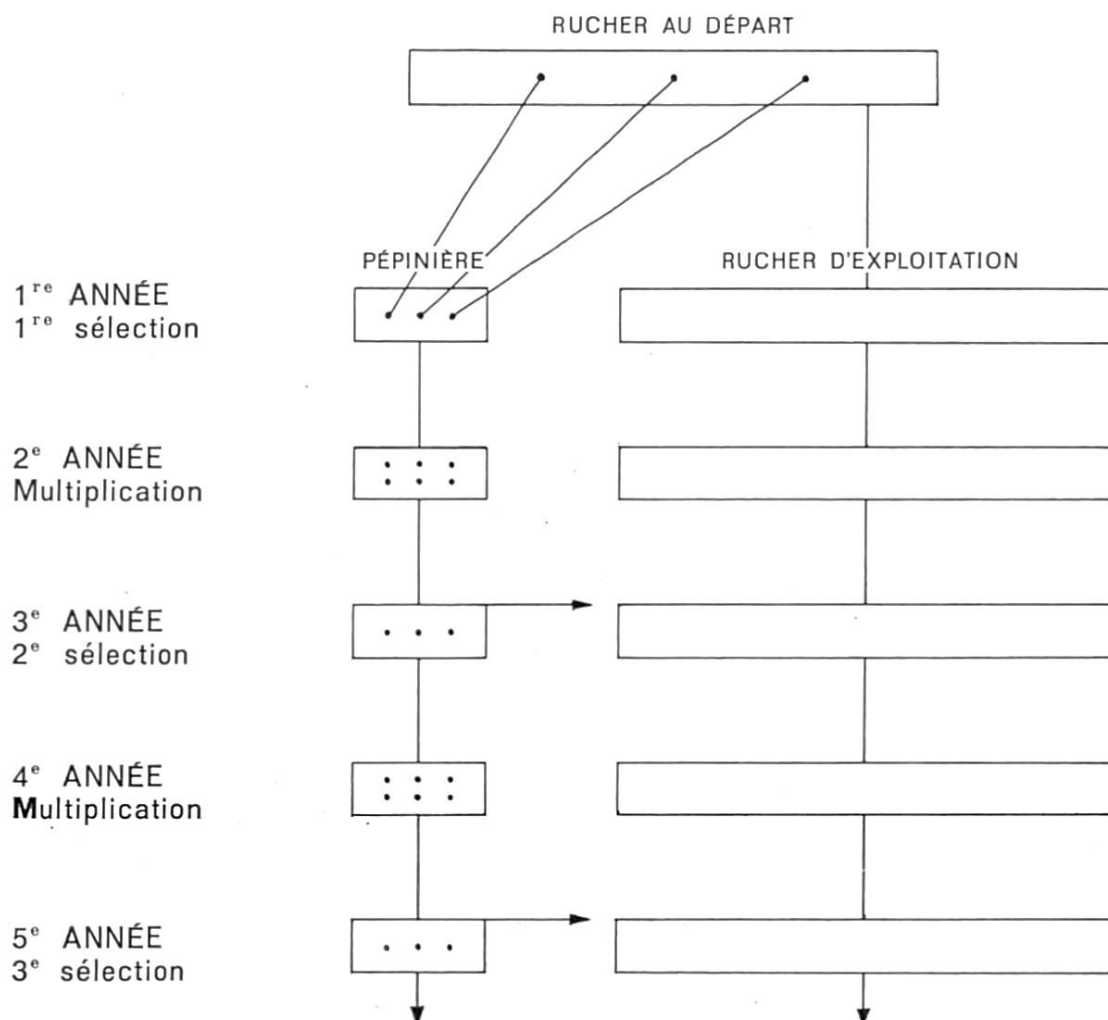 RUCHER AU DÉPART
PÉPINIÈRE
RUCHER D'EXPLOITATION
1re ANNÉE
1re sélection
2e ANNÉE
Multiplication
3e ANNÉE
2e sélection
4e ANNÉE
Multiplication
5e ANNÉE
3e sélection